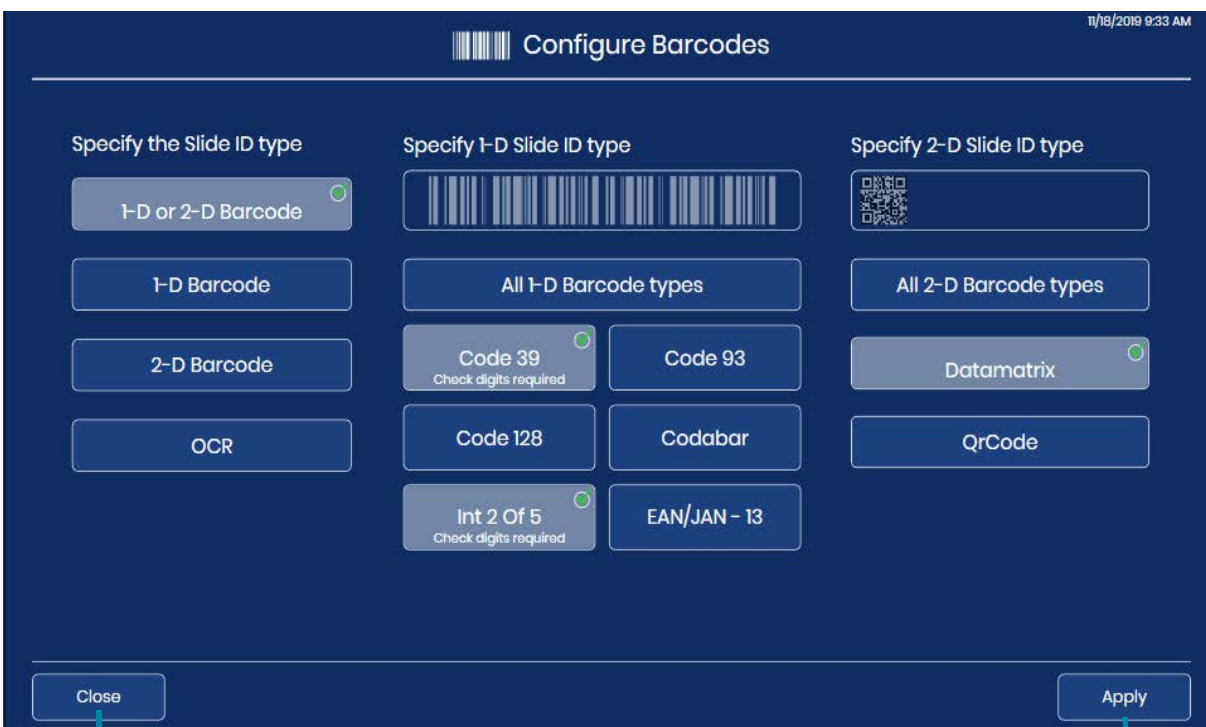 11/18/2019 9:33 AM
Configure Barcodes
Specify the Slide ID type
1-D or 2-D Barcode
1-D Barcode
2-D Barcode
OCR
Specify 1-D Slide ID type
All 1-D Barcode types
Code 39
Check digits required
Code 93
Code 128
Codabar
Int 2 Of 5
Check digits required
EAN/JAN - 13
Specify 2-D Slide ID type
All 2-D Barcode types
Datamatrix
QrCode
Close
Apply